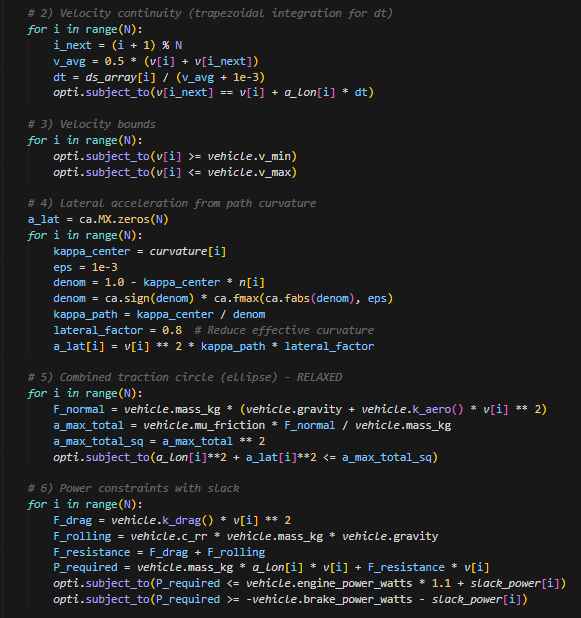 # 2) Velocity continuity (trapezoidal integration for dt)
for i in range(N):
    i_next = (i + 1) % N
    v_avg = 0.5 * (v[i] + v[i_next])
    dt = ds_array[i] / (v_avg + 1e-3)
    opti.subject_to(v[i_next] == v[i] + a_lon[i] * dt)

# 3) Velocity bounds
for i in range(N):
    opti.subject_to(v[i] >= vehicle.v_min)
    opti.subject_to(v[i] <= vehicle.v_max)

# 4) Lateral acceleration from path curvature
a_lat = ca.MX.zeros(N)
for i in range(N):
    kappa_center = curvature[i]
    eps = 1e-3
    denom = 1.0 - kappa_center * n[i]
    denom = ca.sign(denom) * ca.fmax(ca.fabs(denom), eps)
    kappa_path = kappa_center / denom
    lateral_factor = 0.8  # Reduce effective curvature
    a_lat[i] = v[i] ** 2 * kappa_path * lateral_factor

# 5) Combined traction circle (ellipse) - RELAXED
for i in range(N):
    F_normal = vehicle.mass_kg * (vehicle.gravity + vehicle.k_aero() * v[i] ** 2)
    a_max_total = vehicle.mu_friction * F_normal / vehicle.mass_kg
    a_max_total_sq = a_max_total ** 2
    opti.subject_to(a_lon[i]**2 + a_lat[i]**2 <= a_max_total_sq)

# 6) Power constraints with slack
for i in range(N):
    F_drag = vehicle.k_drag() * v[i] ** 2
    F_rolling = vehicle.c_rr * vehicle.mass_kg * vehicle.gravity
    F_resistance = F_drag + F_rolling
    P_required = vehicle.mass_kg * a_lon[i] * v[i] + F_resistance * v[i]
    opti.subject_to(P_required <= vehicle.engine_power_watts * 1.1 + slack_power[i])
    opti.subject_to(P_required >= -vehicle.brake_power_watts - slack_power[i])